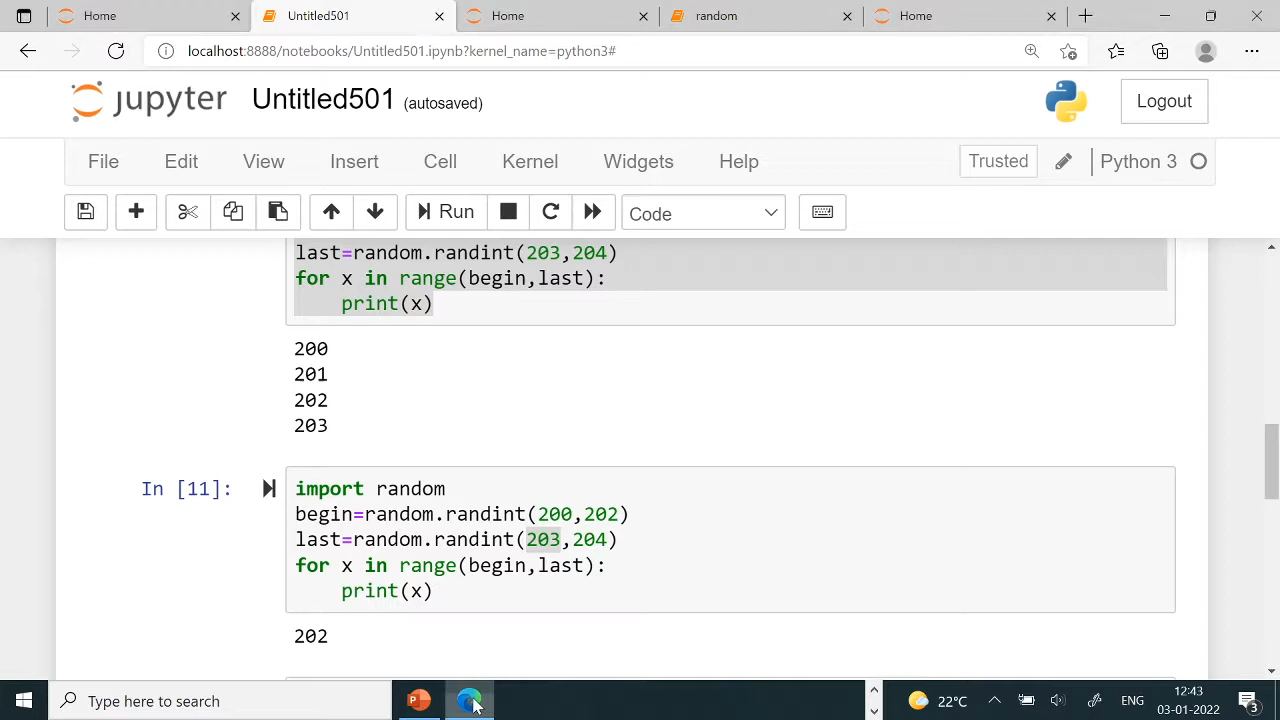 Home
Untitled501
Home
random
Home
localhost:8888/notebooks/Untitled501.ipynb?kernel_name=python3#
jupyter Untitled501 (autosaved)
Logout
File Edit View Insert Cell Kernel Widgets Help
Trusted
Python 3
Run
Code
last=random.randint(203,204)
for x in range(begin,last):
    print(x)
200
201
202
203
In [11]:
import random
begin=random.randint(200,202)
last=random.randint(203,204)
for x in range(begin,last):
    print(x)
202
Type here to search
22°C
ENG
12:43
03-01-2022
3